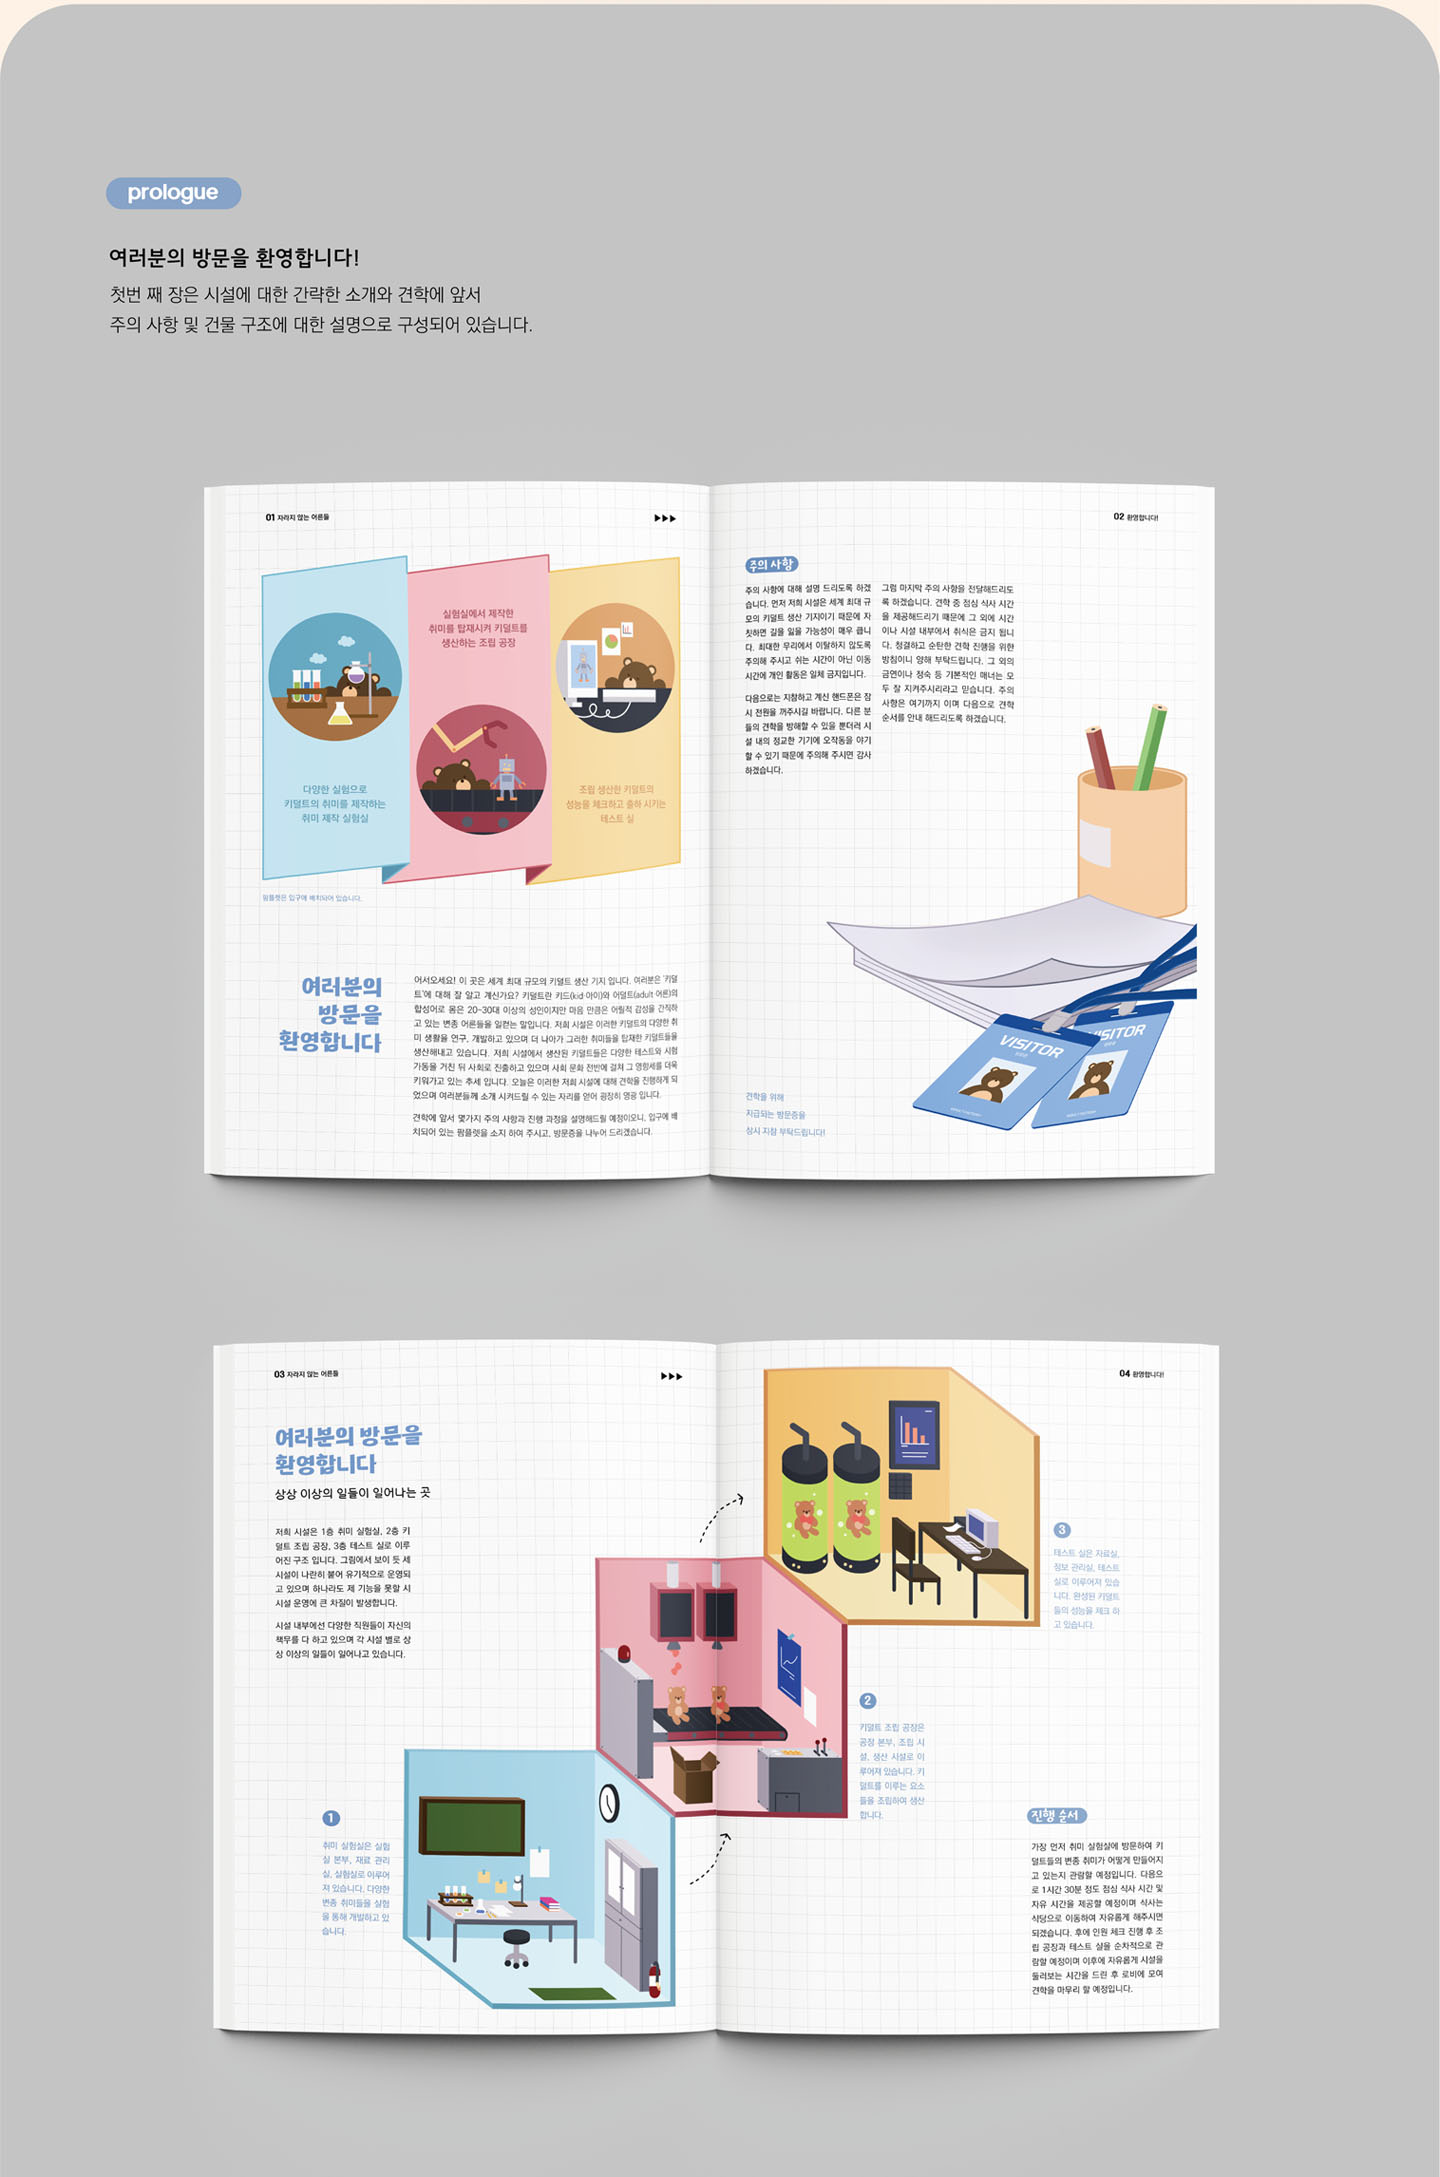 prologue
여러분의 방문을 환영합니다!
첫번 째 장은 시설에 대한 간략한 소개와 견학에 앞서
주의 사항 및 건물 구조에 대한 설명으로 구성되어 있습니다.
01 자라지 않는 어른들
다양한 실험으로
키덜트의 취미를 제작하는
취미 제작 실험실
실험실에서 제작한
취미를 탑재시켜 키덜트를
생산하는 조립 공장
조립 생산한 키덜트의
성능을 체크하고 출하 시키는
테스트 실
팜플렛은 입구에 배치되어 있습니다.
여러분의
방문을
환영합니다
어서오세요! 이 곳은 세계 최대 규모의 키덜트 생산 기지 입니다. 여러분은 '키덜
트'에 대해 잘 알고 계신가요? 키덜트란 키드(kid·아이)와 어덜트(adult·어른)의
합성어로 몸은 20~30대 이상의 성인이지만 마음 만큼은 어릴적 감성을 간직하
고 있는 변종 어른들을 일컫는 말입니다. 저희 시설은 이러한 키덜트의 다양한 취
미 생활을 연구, 개발하고 있으며 더 나아가 그러한 취미들을 탑재한 키덜트들을
생산해내고 있습니다. 저희 시설에서 생산된 키덜트들은 다양한 테스트와 시험
가동을 거친 뒤 사회로 진출하고 있으며 사회 문화 전반에 걸쳐 그 영향세를 더욱
키워가고 있는 추세 입니다. 오늘은 이러한 저희 시설에 대해 견학을 진행하게 되
었으며 여러분들께 소개 시켜드릴 수 있는 자리를 얻어 굉장히 영광 입니다.
견학에 앞서 몇가지 주의 사항과 진행 과정을 설명해드릴 예정이오니, 입구에 배
치되어 있는 팜플렛을 소지 하여 주시고, 방문증을 나누어 드리겠습니다.
02 환영합니다!
주의 사항
주의 사항에 대해 설명 드리도록 하겠
습니다. 먼저 저희 시설은 세계 최대 규
모의 키덜트 생산 기지이기 때문에 자
칫하면 길을 잃을 가능성이 매우 큽니
다. 최대한 무리에서 이탈하지 않도록
주의해 주시고 쉬는 시간이 아닌 이동
시간에 개인 활동은 일체 금지입니다.
다음으로는 지참하고 계신 핸드폰은 잠
시 전원을 꺼주시길 바랍니다. 다른 분
들의 견학을 방해할 수 있을 뿐더러 시
설 내의 정교한 기기에 오작동을 야기
할 수 있기 때문에 주의해 주시면 감사
하겠습니다.
그럼 마지막 주의 사항을 전달해드리도
록 하겠습니다. 견학 중 점심 식사 시간
을 제공해드리기 때문에 그 외에 시간
이나 시설 내부에서 취식은 금지 됩니
다. 청결하고 순탄한 견학 진행을 위한
방침이니 양해 부탁드립니다. 그 외의
금연이나 정숙 등 기본적인 매너는 모
두 잘 지켜주시리라고 믿습니다. 주의
사항은 여기까지 이며 다음으로 견학
순서를 안내 해드리도록 하겠습니다.
VISITOR
VISITOR
견학을 위해
지급되는 방문증을
상시 지참 부탁드립니다!
03 자라지 않는 어른들
여러분의 방문을
환영합니다
상상 이상의 일들이 일어나는 곳
저희 시설은 1층 취미 실험실, 2층 키
덜트 조립 공장, 3층 테스트 실로 이루
어진 구조 입니다. 그림에서 보이 듯 세
시설이 나란히 붙어 유기적으로 운영되
고 있으며 하나라도 제 기능을 못할 시
시설 운영에 큰 차질이 발생합니다.
시설 내부에선 다양한 직원들이 자신의
책무를 다 하고 있으며 각 시설 별로 상
상 이상의 일들이 일어나고 있습니다.
1
취미 실험실은 실험
실 본부, 재료 관리
실, 실험실로 이루어
져 있습니다. 다양한
변종 취미들을 실험
을 통해 개발하고 있
습니다.
04 환영합니다!
3
테스트 실은 자료실,
정보 관리실, 테스트
실로 이루어져 있습
니다. 완성된 키덜트
들의 성능을 체크 하
고 있습니다.
2
키덜트 조립 공장은
공장 본부, 조립 시
설, 생산 시설로 이
루어져 있습니다. 키
덜트를 이루는 요소
들을 조립하여 생산
합니다.
진행 순서
가장 먼저 취미 실험실에 방문하여 키
덜트들의 변종 취미가 어떻게 만들어지
고 있는지 관람할 예정입니다. 다음으
로 1시간 30분 정도 점심 식사 시간 및
자유 시간을 제공할 예정이며 식사는
식당으로 이동하여 자유롭게 해주시면
되겠습니다. 후에 인원 체크 진행 후 조
립 공장과 테스트 실을 순차적으로 관
람할 예정이며 이후에 자유롭게 시설을
둘러보는 시간을 드린 후 로비에 모여
견학을 마무리 할 예정입니다.